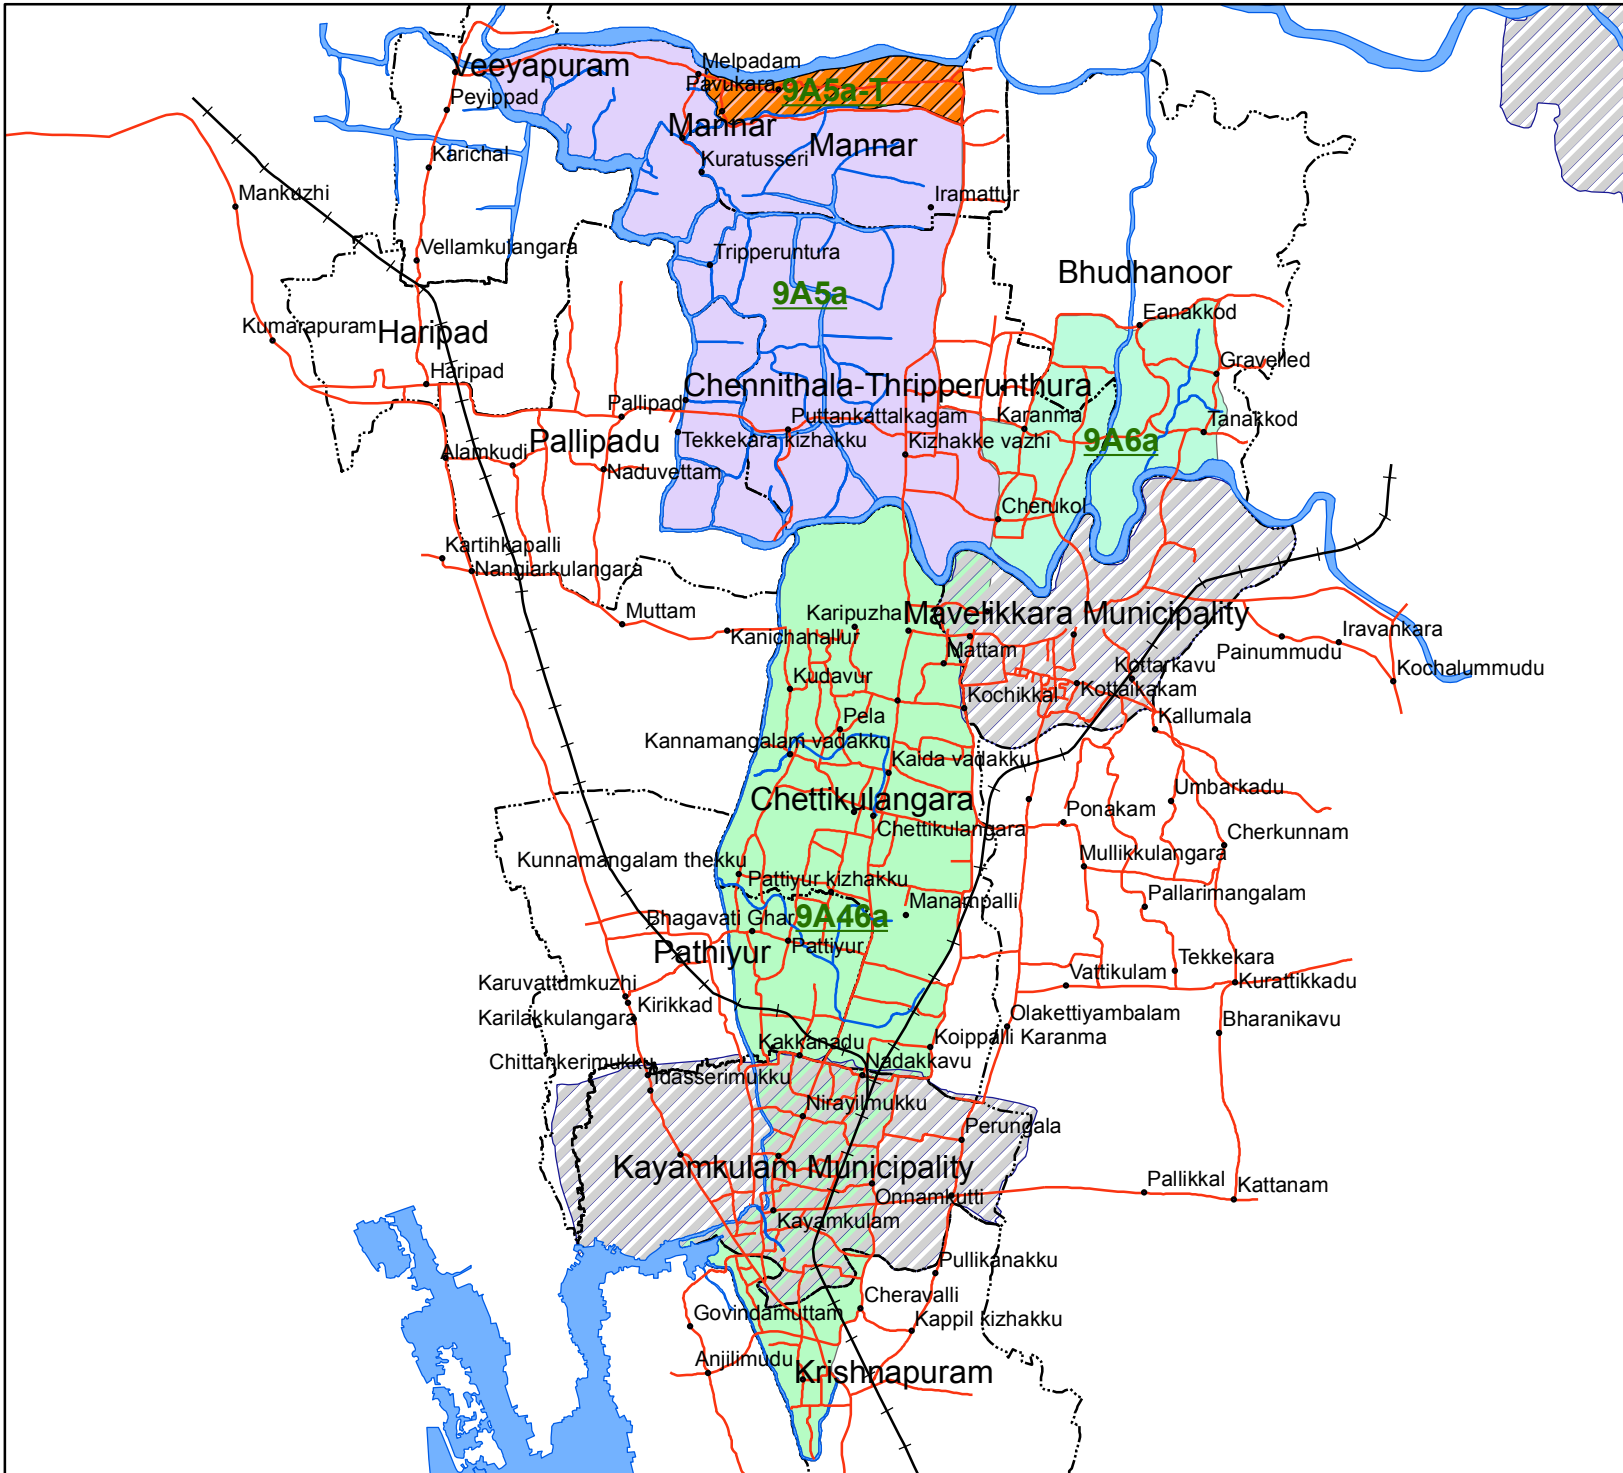 Veeyapuram
Melpadam
Pavukara
9A5a-T
Peyippad
Mannar
Mannar
Karichal
Kuratusseri
Mankuzhi
Iramattur
Vellamkulangara
Tripperuntura
Bhudhanoor
9A5a
Eanakkod
Kumarapuram
Haripad
Gravelled
Haripad
Chennithala-Thripperunthura
Pallipad
Puttankattalkagam
Karanma
Tanakkod
Pallipadu
Tekkekara kizhakku
Kizhakke vazhi
9A6a
Alamkudi
Naduvettam
Cherukol
Kartihkapalli
Nangiarkulangara
Muttam
Karipuzha
Mavelikkara Municipality
Kanichanallur
Iravankara
Mattam
Painummudu
Kottarkavu
Kochalummudu
Kudavur
Kochikkal
Kottaikakam
Pela
Kallumala
Kannamangalam vadakku
Kaida vadakku
Umbarkadu
Chettikulangara
Ponakam
Chettikulangara
Cherkunnam
Kunnamangalam thekku
Mullikkulangara
Pattiyur kizhakku
Manampalli
Pallarimangalam
Bhagavati Ghar
9A46a
Pathiyur
Pattiyur
Tekkekara
Karuvattumkuzhi
Vattikulam
Kurattikkadu
Kirikkad
Karilakkulangara
Olakettiyambalam
Bharanikavu
Kakkanadu
Koippalli Karanma
Chittankerimukku
Nadakkavu
Idasserimukku
Nirayilmukku
Perungala
Kayamkulam Municipality
Pallikkal
Kattanam
Onnamkutti
Kayamkulam
Pullikanakku
Cheravalli
Govindamuttam
Kappil kizhakku
Anjilimudu
Krishnapuram